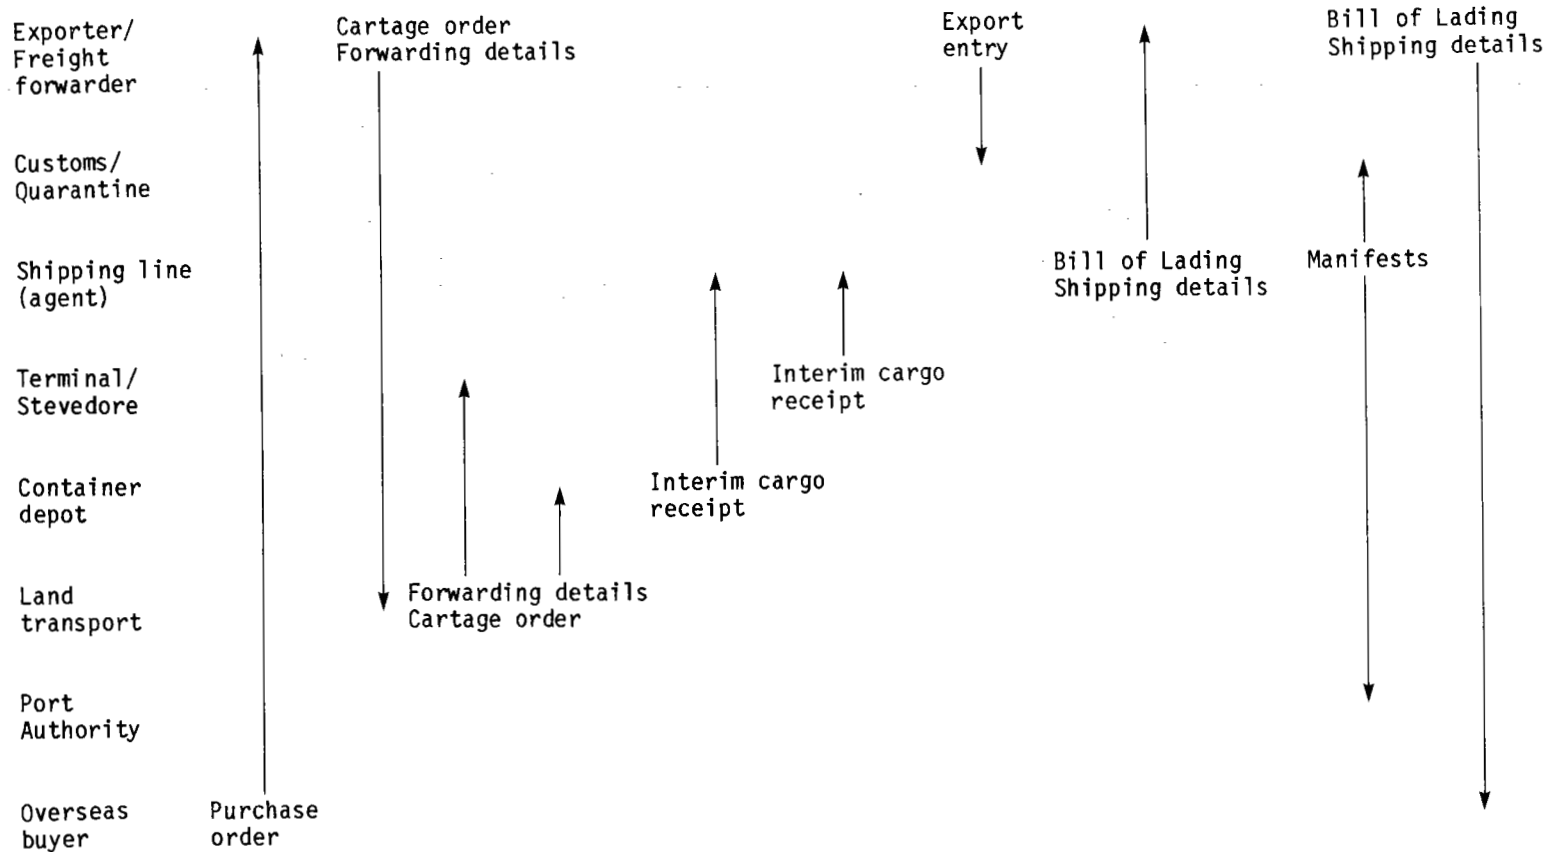 Exporter/
Freight
forwarder
Cartage order
Forwarding details
Export
entry
Bill of Lading
Shipping details
Customs/
Quarantine
Shipping line
(agent)
Bill of Lading
Shipping details
Manifests
Terminal/
Stevedore
Interim cargo
receipt
Container
depot
Interim cargo
receipt
Land
transport
Forwarding details
Cartage order
Port
Authority
Overseas
buyer
Purchase
order